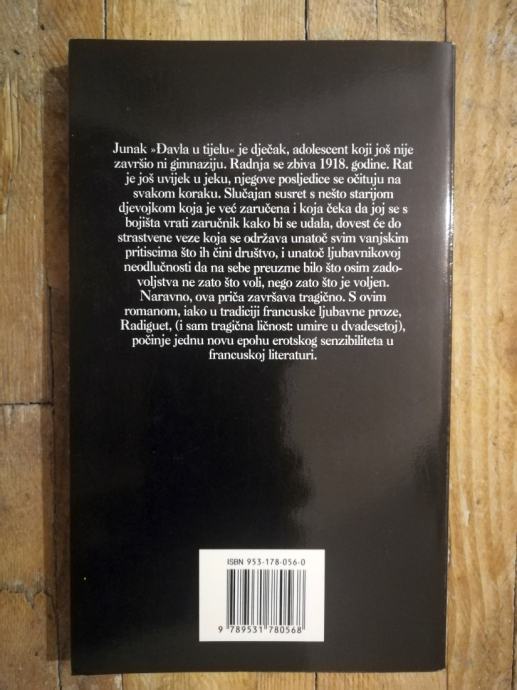 Junak »Đavla u tijelu« je dječak, adolescent koji još nije
završio ni gimnaziju. Radnja se zbiva 1918. godine. Rat
je još uvijek u jeku, njegove posljedice se očituju na
svakom koraku. Slučajan susret s nešto starijom
djevojkom koja je već zaručena i koja čeka da joj se s
bojišta vrati zaručnik kako bi se udala, dovest će do
strastvene veze koja se održava unatoč svim vanjskim
pritiscima što ih čini društvo, i unatoč ljubavnikovoj
neodlučnosti da na sebe preuzme bilo što osim zado-
voljstva ne zato što voli, nego zato što je voljen.
Naravno, ova priča završava tragično. S ovim
romanom, iako u tradiciji francuske ljubavne proze,
Radiguet, (i sam tragična ličnost: umire u dvadesetoj),
počinje jednu novu epohu erotskog senzibiliteta u
francuskoj literaturi.
ISBN 953-178-056-0
9 789531 780568